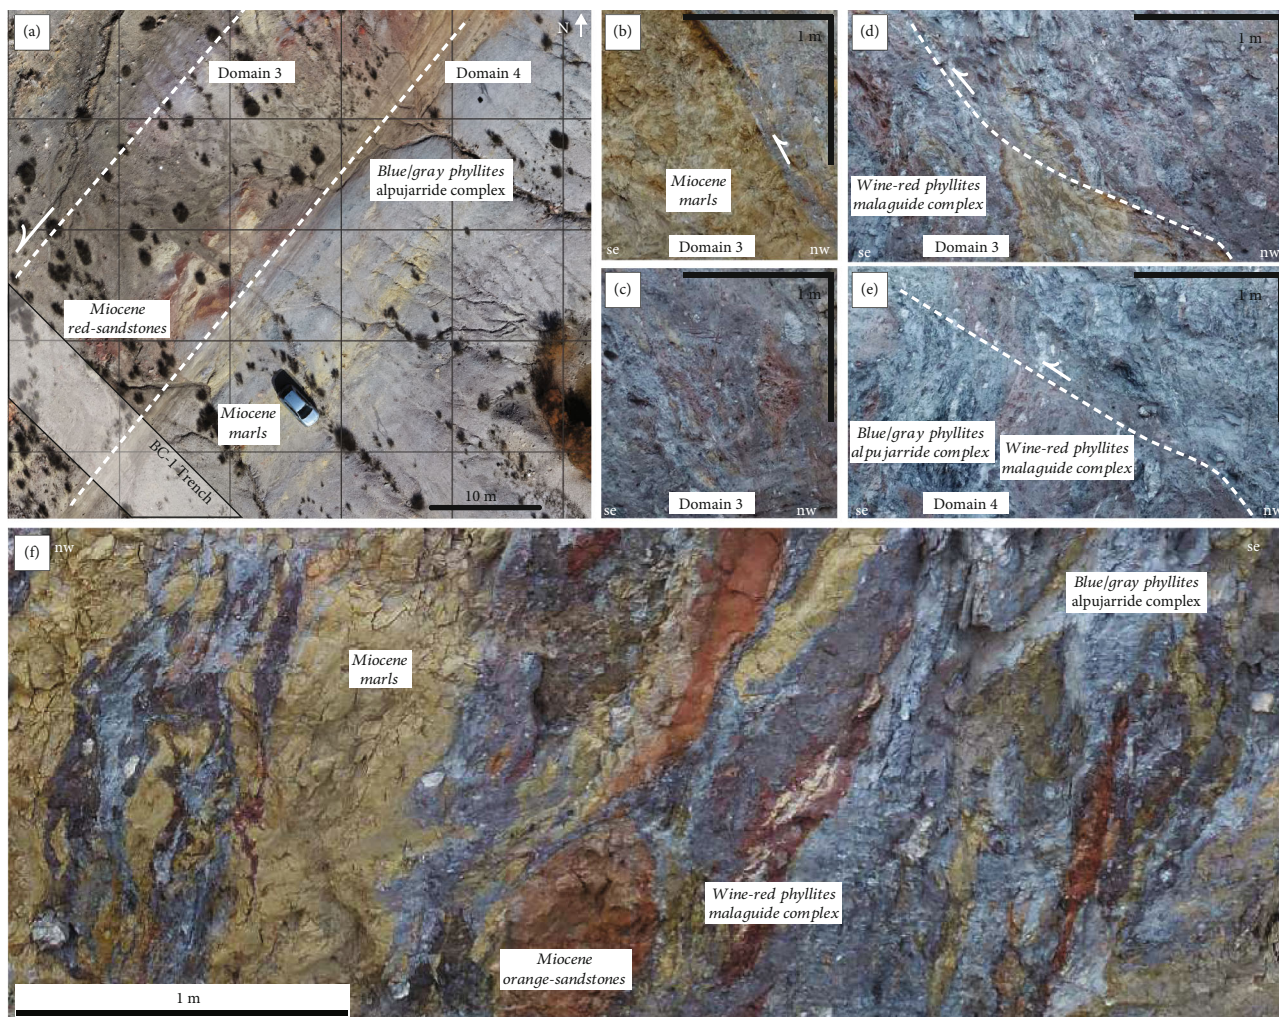 (a)
N
Domain 3
Domain 4
Blue/gray phyllites
alpujarride complex
Miocene
red-sandstones
Miocene
marls
BC-1 Trench
10 m
(b)
1 m
Miocene
marls
Domain 3
se
nw
(c)
1 m
Domain 3
se
nw
(d)
1 m
Wine-red phyllites
malaguide complex
Domain 3
se
nw
(e)
1 m
Blue/gray phyllites
alpujarride complex
Wine-red phyllites
malaguide complex
Domain 4
se
nw
(f)
nw
se
Blue/gray phyllites
alpujarride complex
Miocene
marls
Wine-red phyllites
malaguide complex
Miocene
orange-sandstones
1 m